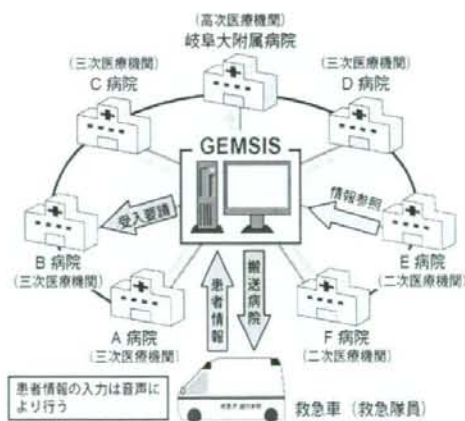 (高次医療機関)
岐阜大附属病院
(三次医療機関)
C 病院
(三次医療機関)
D 病院
GEMSIS
受入要請
情報参照
B 病院
(三次医療機関)
E 病院
(二次医療機関)
A 病院
(三次医療機関)
患者情報
搬送病院
F 病院
(二次医療機関)
患者情報の入力は音声に
より行う
救急車 (救急隊員)